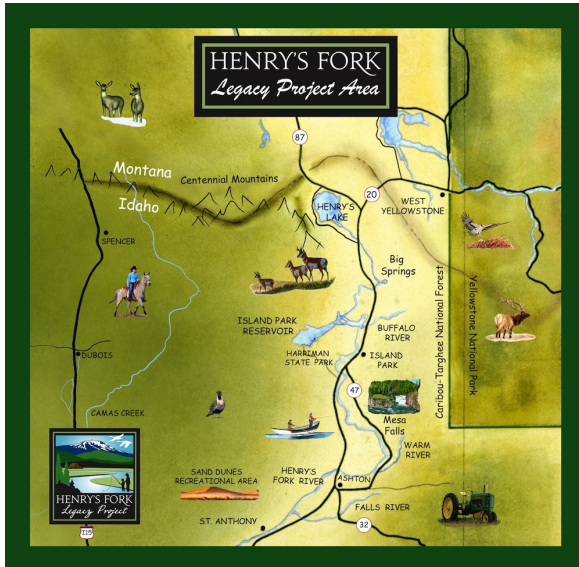 HENRY'S FORK
Legacy Project Area
87
Montana
Centennial Mountains
Idaho
20
HENRY'S
LAKE
WEST
YELLOWSTONE
SPENCER
Big
Springs
Caribou-Targhee National Forest
Yellowstone National Park
ISLAND PARK
RESERVOIR
BUFFALO
RIVER
HARRIMAN
STATE PARK
ISLAND
PARK
DUBOIS
47
CAMAS CREEK
Mesa
Falls
WARM
RIVER
HENRY'S FORK
Legacy Project
SAND DUNES
RECREATIONAL AREA
HENRY'S
FORK RIVER
ASHTON
FALLS RIVER
ST. ANTHONY
32
I15